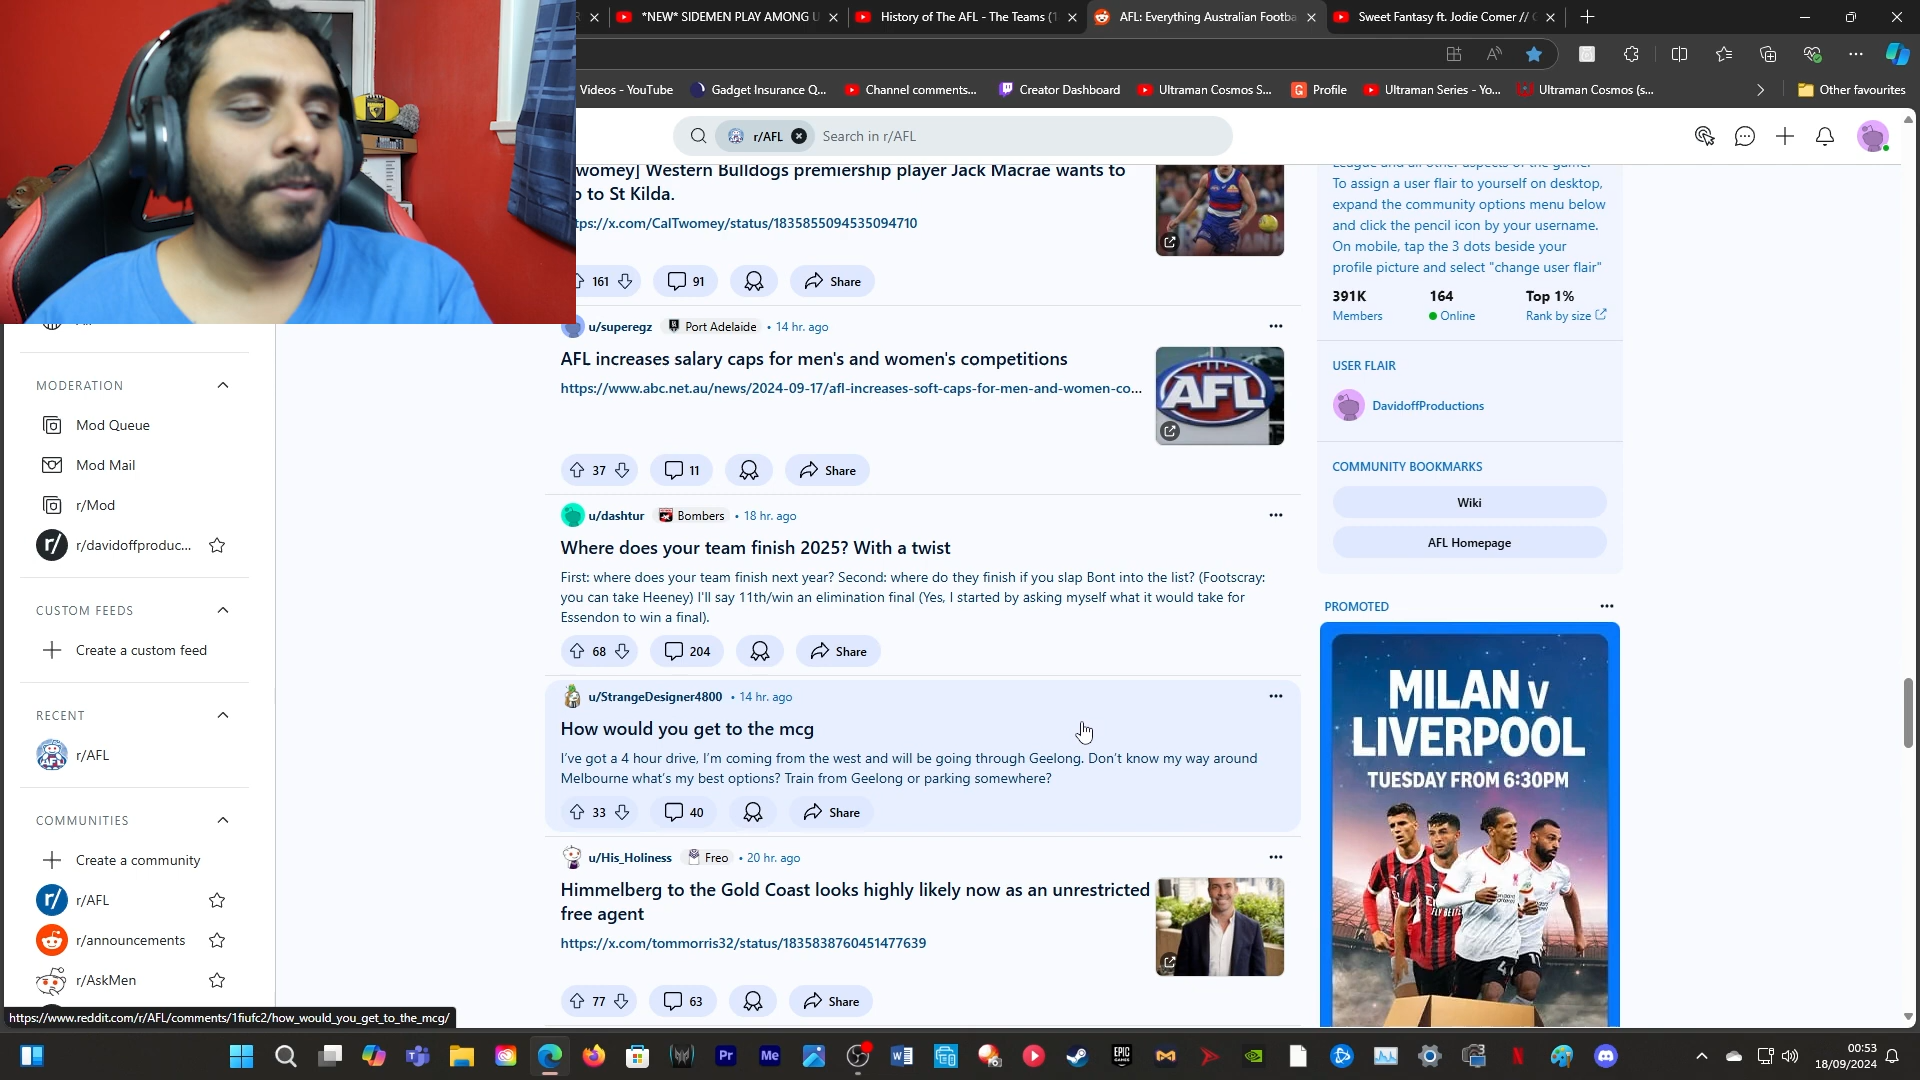 *NEW* SIDEMEN PLAY AMONG U
History of The AFL - The Teams (1
AFL: Everything Australian Footba
Sweet Fantasy ft. Jodie Comer //
Videos - YouTube
Gadget Insurance Q...
Channel comments...
Creator Dashboard
Ultraman Cosmos S...
Profile
Ultraman Series - Yo...
Ultraman Cosmos (s...
Other favourites
r/AFL
Search in r/AFL
womey] Western Bulldogs premiership player Jack Macrae wants to
o to St Kilda.
tps://x.com/CalTwomey/status/1835855094535094710
161
91
Share
u/superegz
Port Adelaide
• 14 hr. ago
AFL increases salary caps for men's and women's competitions
https://www.abc.net.au/news/2024-09-17/afl-increases-soft-caps-for-men-and-women-co...
AFL
37
11
Share
u/dashtur
Bombers
• 18 hr. ago
Where does your team finish 2025? With a twist
First: where does your team finish next year? Second: where do they finish if you slap Bont into the list? (Footscray:
you can take Heeney) I'll say 11th/win an elimination final (Yes, I started by asking myself what it would take for
Essendon to win a final).
68
204
Share
u/StrangeDesigner4800
• 14 hr. ago
How would you get to the mcg
I've got a 4 hour drive, I'm coming from the west and will be going through Geelong. Don't know my way around
Melbourne what's my best options? Train from Geelong or parking somewhere?
33
40
Share
u/His_Holiness
Freo
• 20 hr. ago
Himmelberg to the Gold Coast looks highly likely now as an unrestricted
free agent
https://x.com/tommorris32/status/1835838760451477639
77
63
Share
MODERATION
Mod Queue
Mod Mail
r/Mod
r/davidoffproduc...
CUSTOM FEEDS
Create a custom feed
RECENT
r/AFL
COMMUNITIES
Create a community
r/AFL
r/announcements
r/AskMen
https://www.reddit.com/r/AFL/comments/1fiufc2/how_would_you_get_to_the_mcg/
League and all other aspects of the game.
To assign a user flair to yourself on desktop,
expand the community options menu below
and click the pencil icon by your username.
On mobile, tap the 3 dots beside your
profile picture and select "change user flair"
391K
Members
164
Online
Top 1%
Rank by size
USER FLAIR
DavidoffProductions
COMMUNITY BOOKMARKS
Wiki
AFL Homepage
PROMOTED
MILAN v
LIVERPOOL
TUESDAY FROM 6:30PM
00:53
18/09/2024